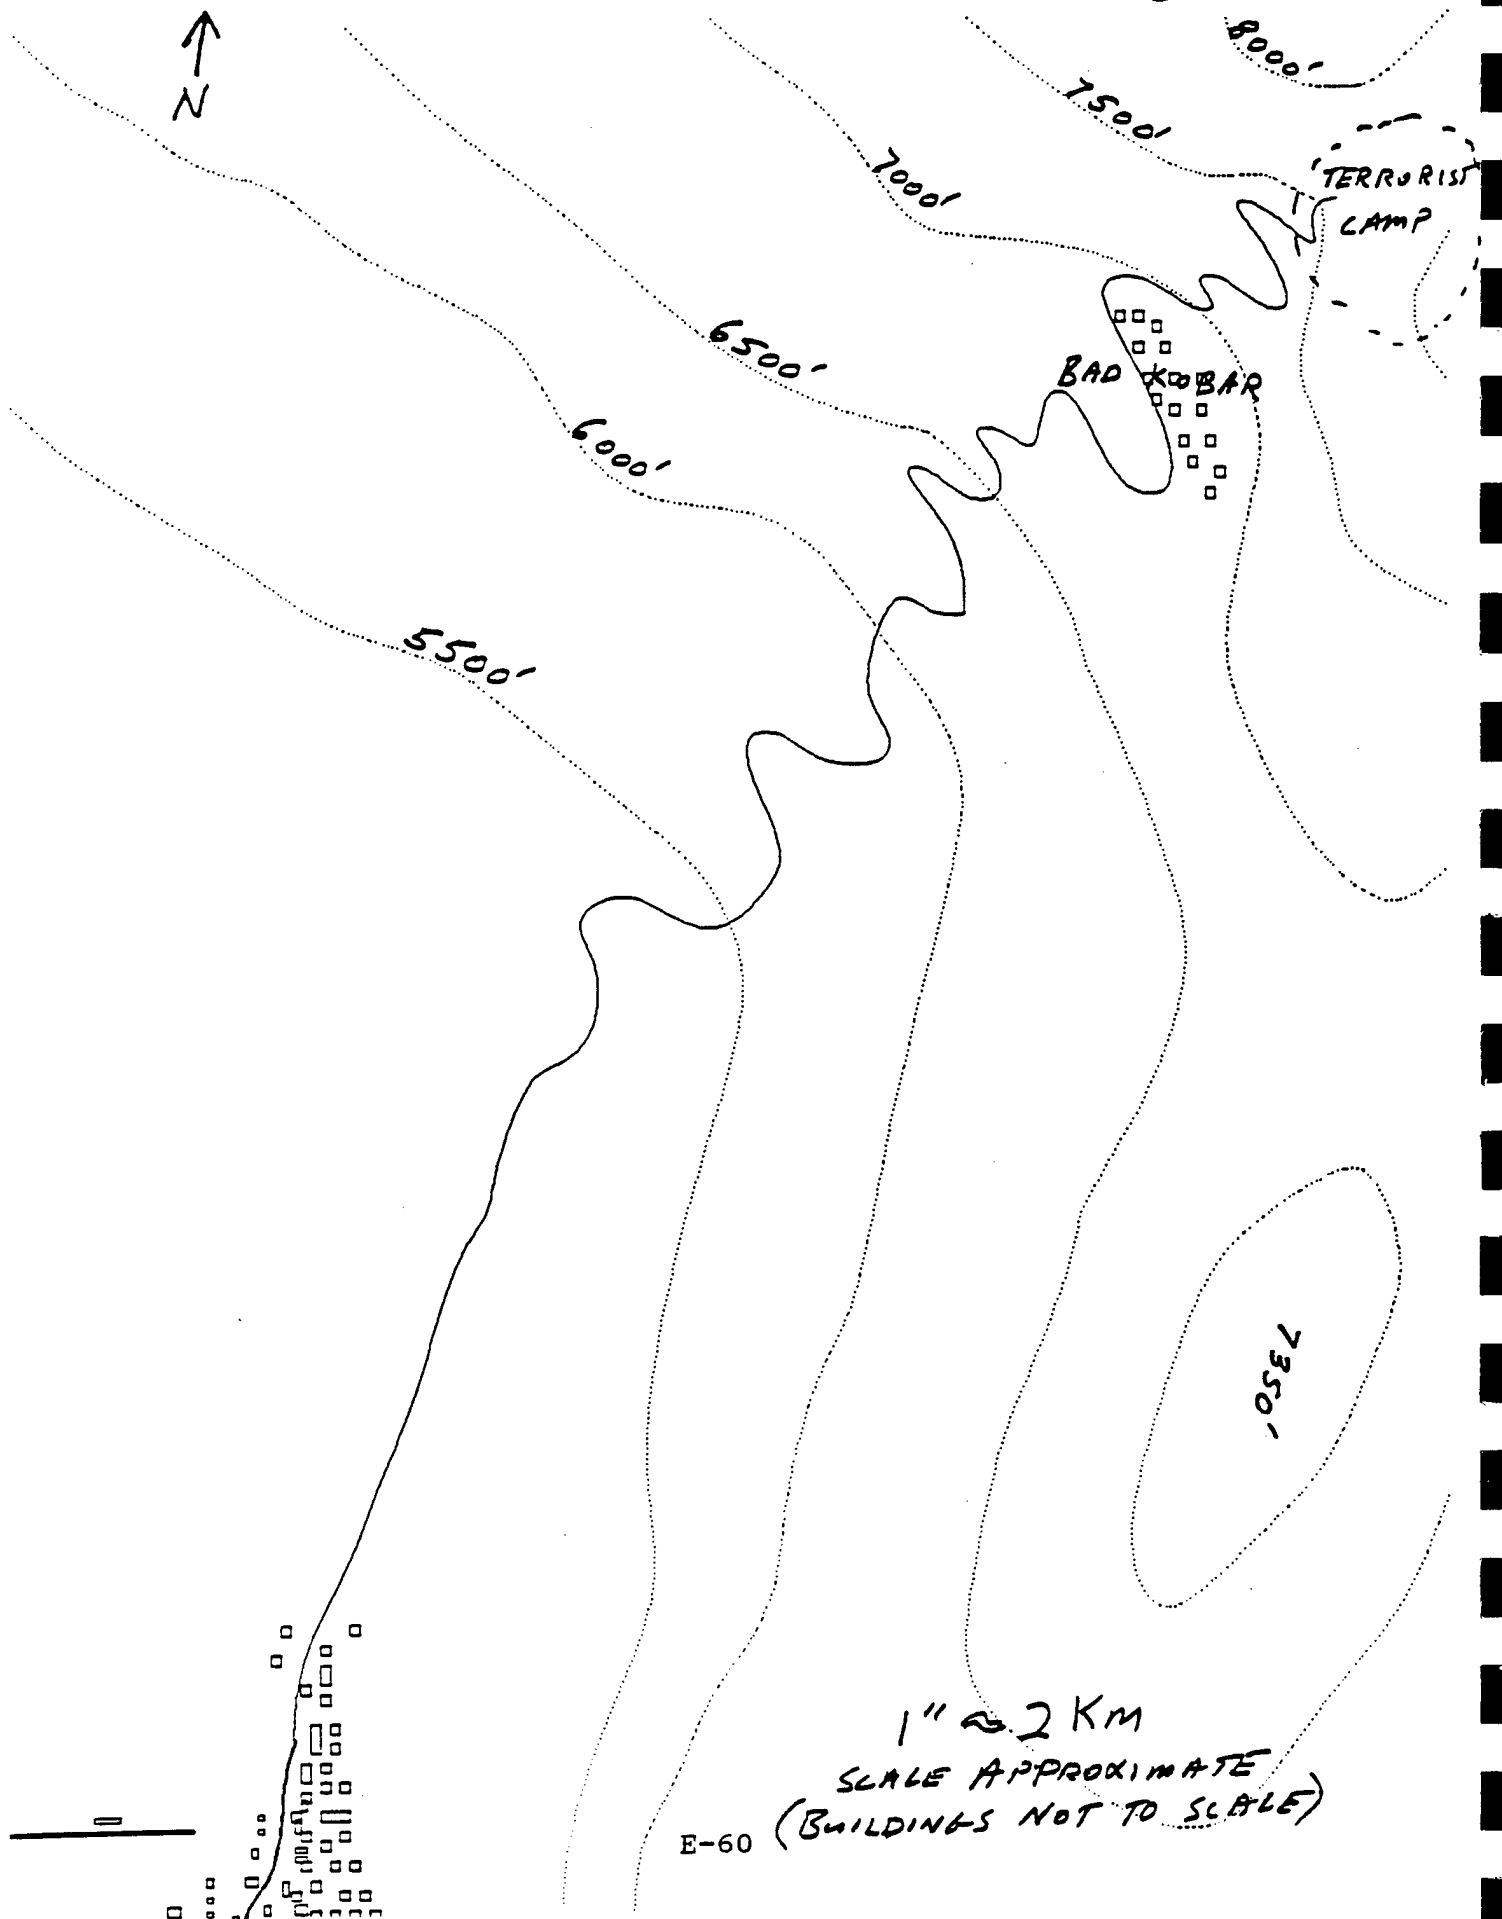 N
8000'
7500'
TERRORIST
CAMP
7000'
6500'
BAD KOBAR
6000'
5500'
7350'
1" ≈ 2 KM
SCALE APPROXIMATE
(BUILDINGS NOT TO SCALE)
E-60